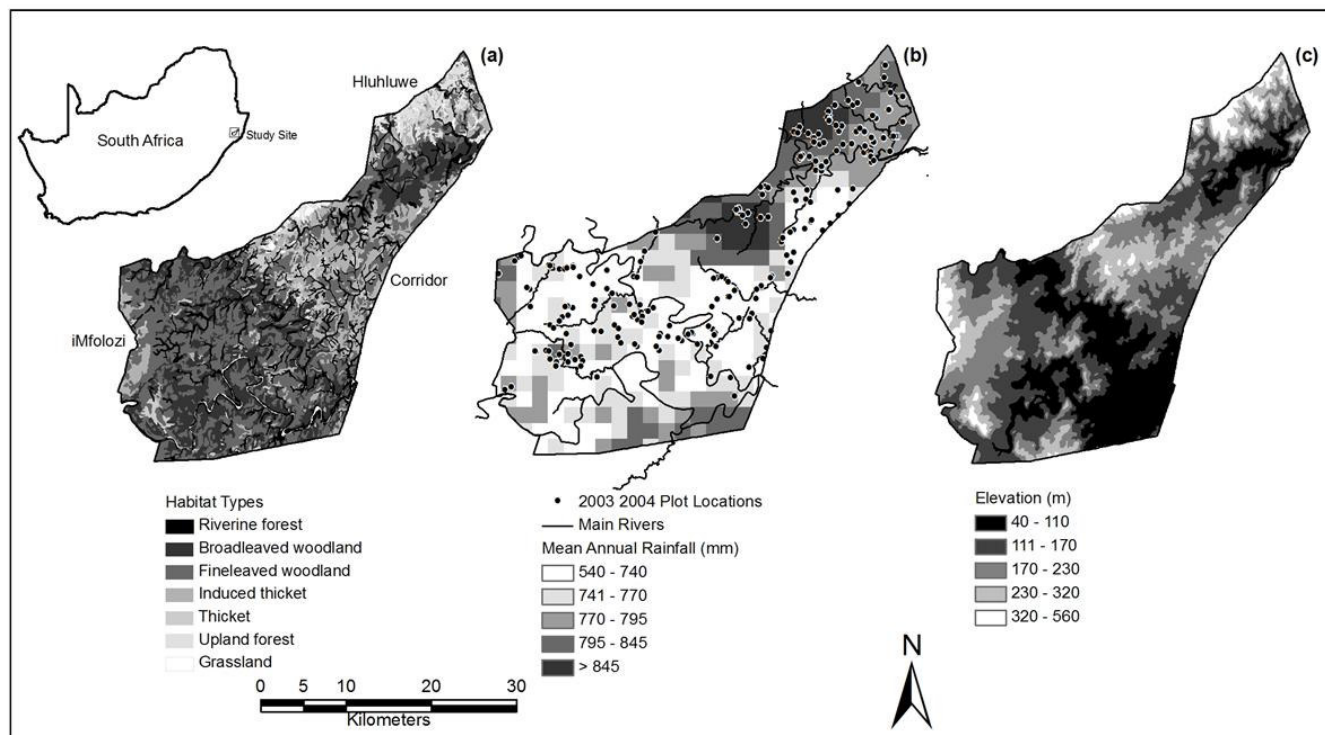 (a)
Hluhluwe
South Africa
Study Site
Corridor
iMfolozi
(b)
(c)
Habitat Types
Riverine forest
Broadleaved woodland
Fineleaved woodland
Induced thicket
Thicket
Upland forest
Grassland
0 5 10 20 30
Kilometers
2003 2004 Plot Locations
Main Rivers
Mean Annual Rainfall (mm)
540 - 740
741 - 770
770 - 795
795 - 845
> 845
Elevation (m)
40 - 110
111 - 170
170 - 230
230 - 320
320 - 560
N